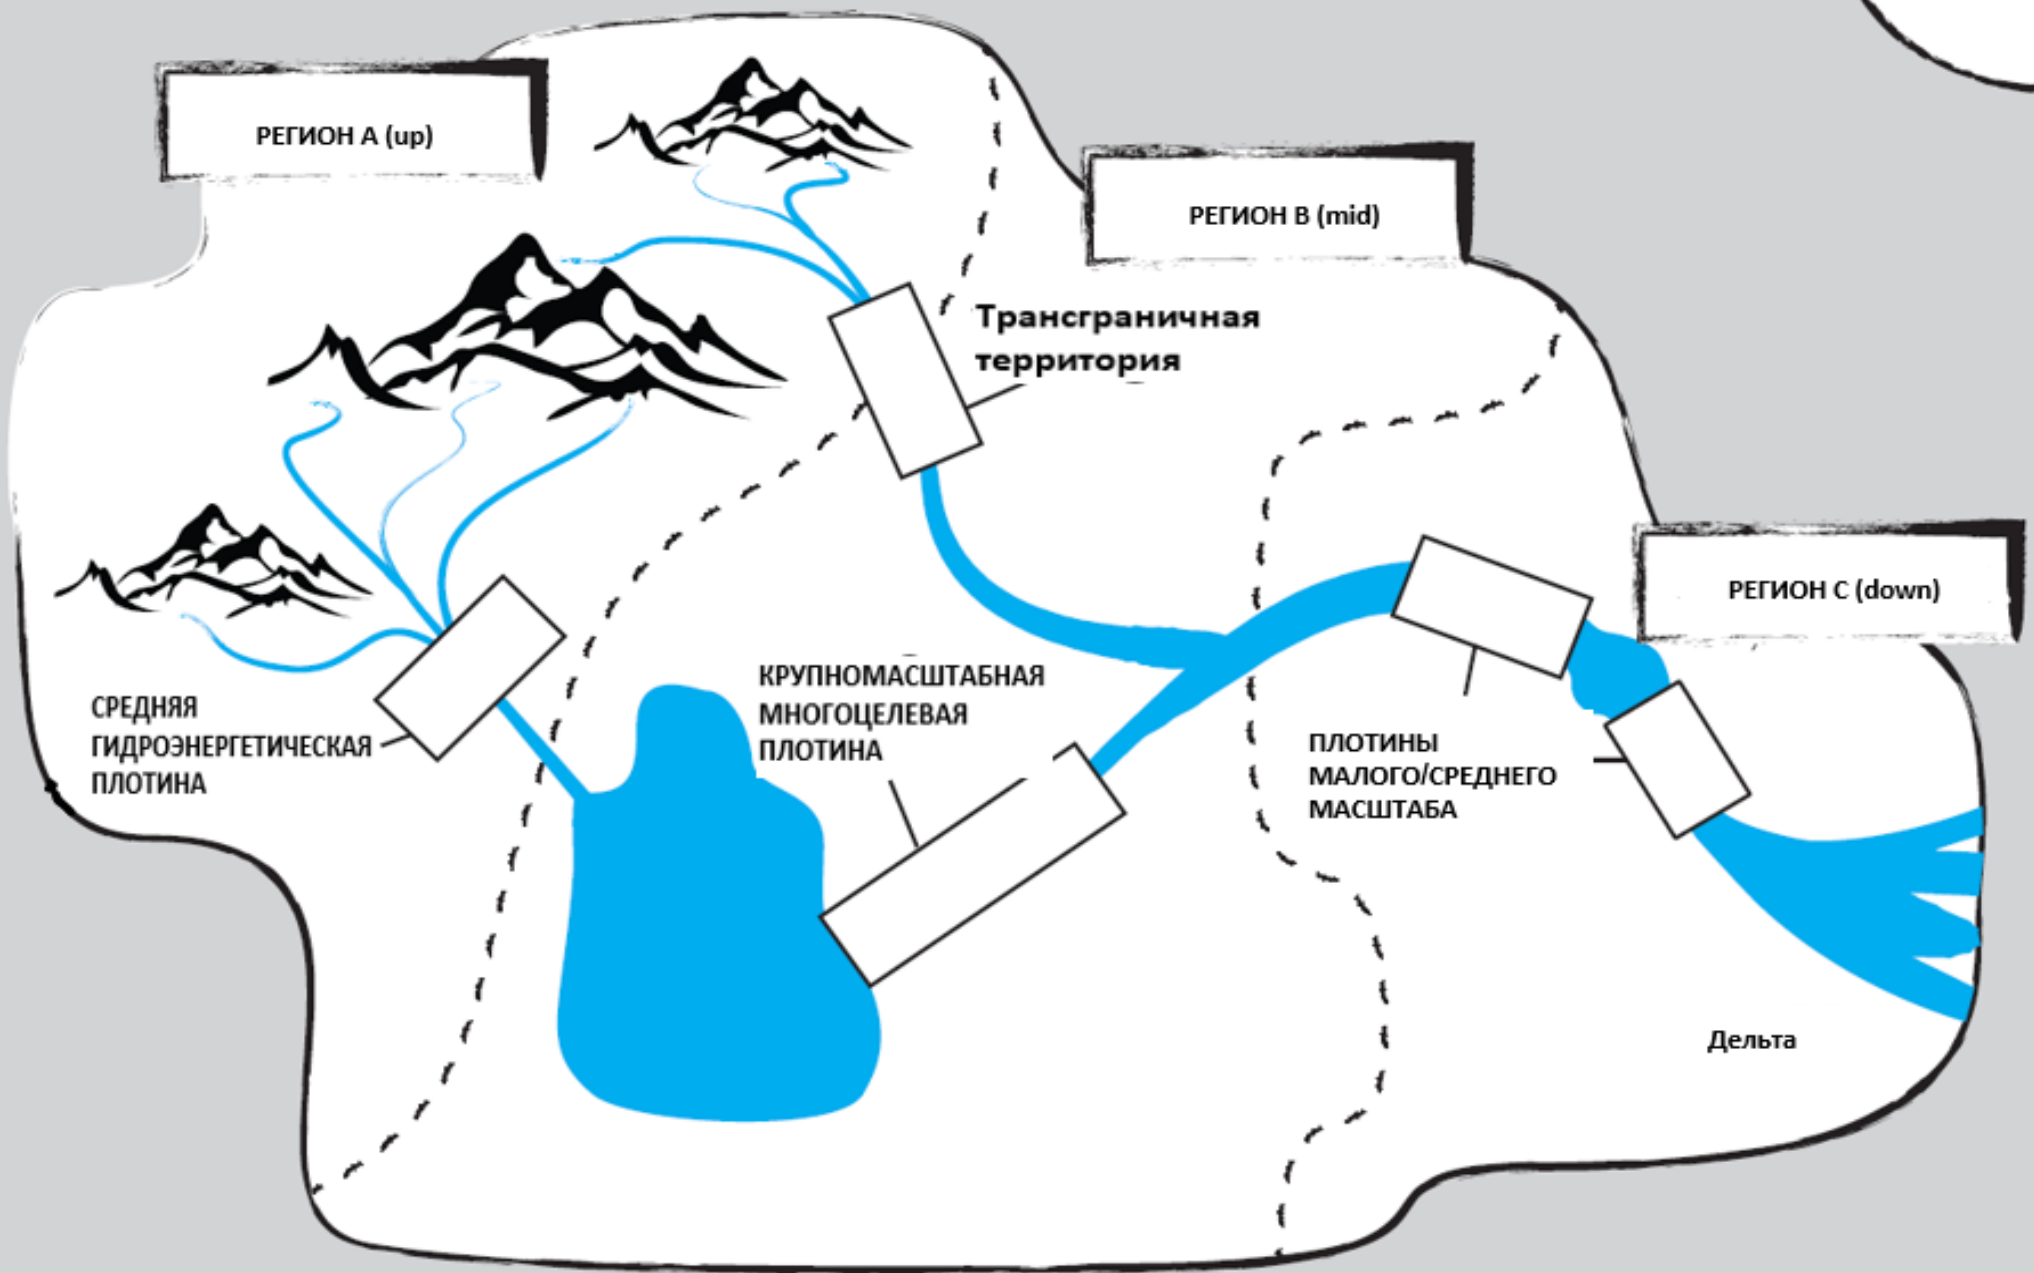 РЕГИОН А (up)
РЕГИОН В (mid)
Трансграничная
территория
РЕГИОН С (down)
СРЕДНЯЯ
ГИДРОЭНЕРГЕТИЧЕСКАЯ
ПЛОТИНА
КРУПНОМАСШТАБНАЯ
МНОГОЦЕЛЕВАЯ
ПЛОТИНА
ПЛОТИНЫ
МАЛОГО/СРЕДНЕГО
МАСШТАБА
Дельта